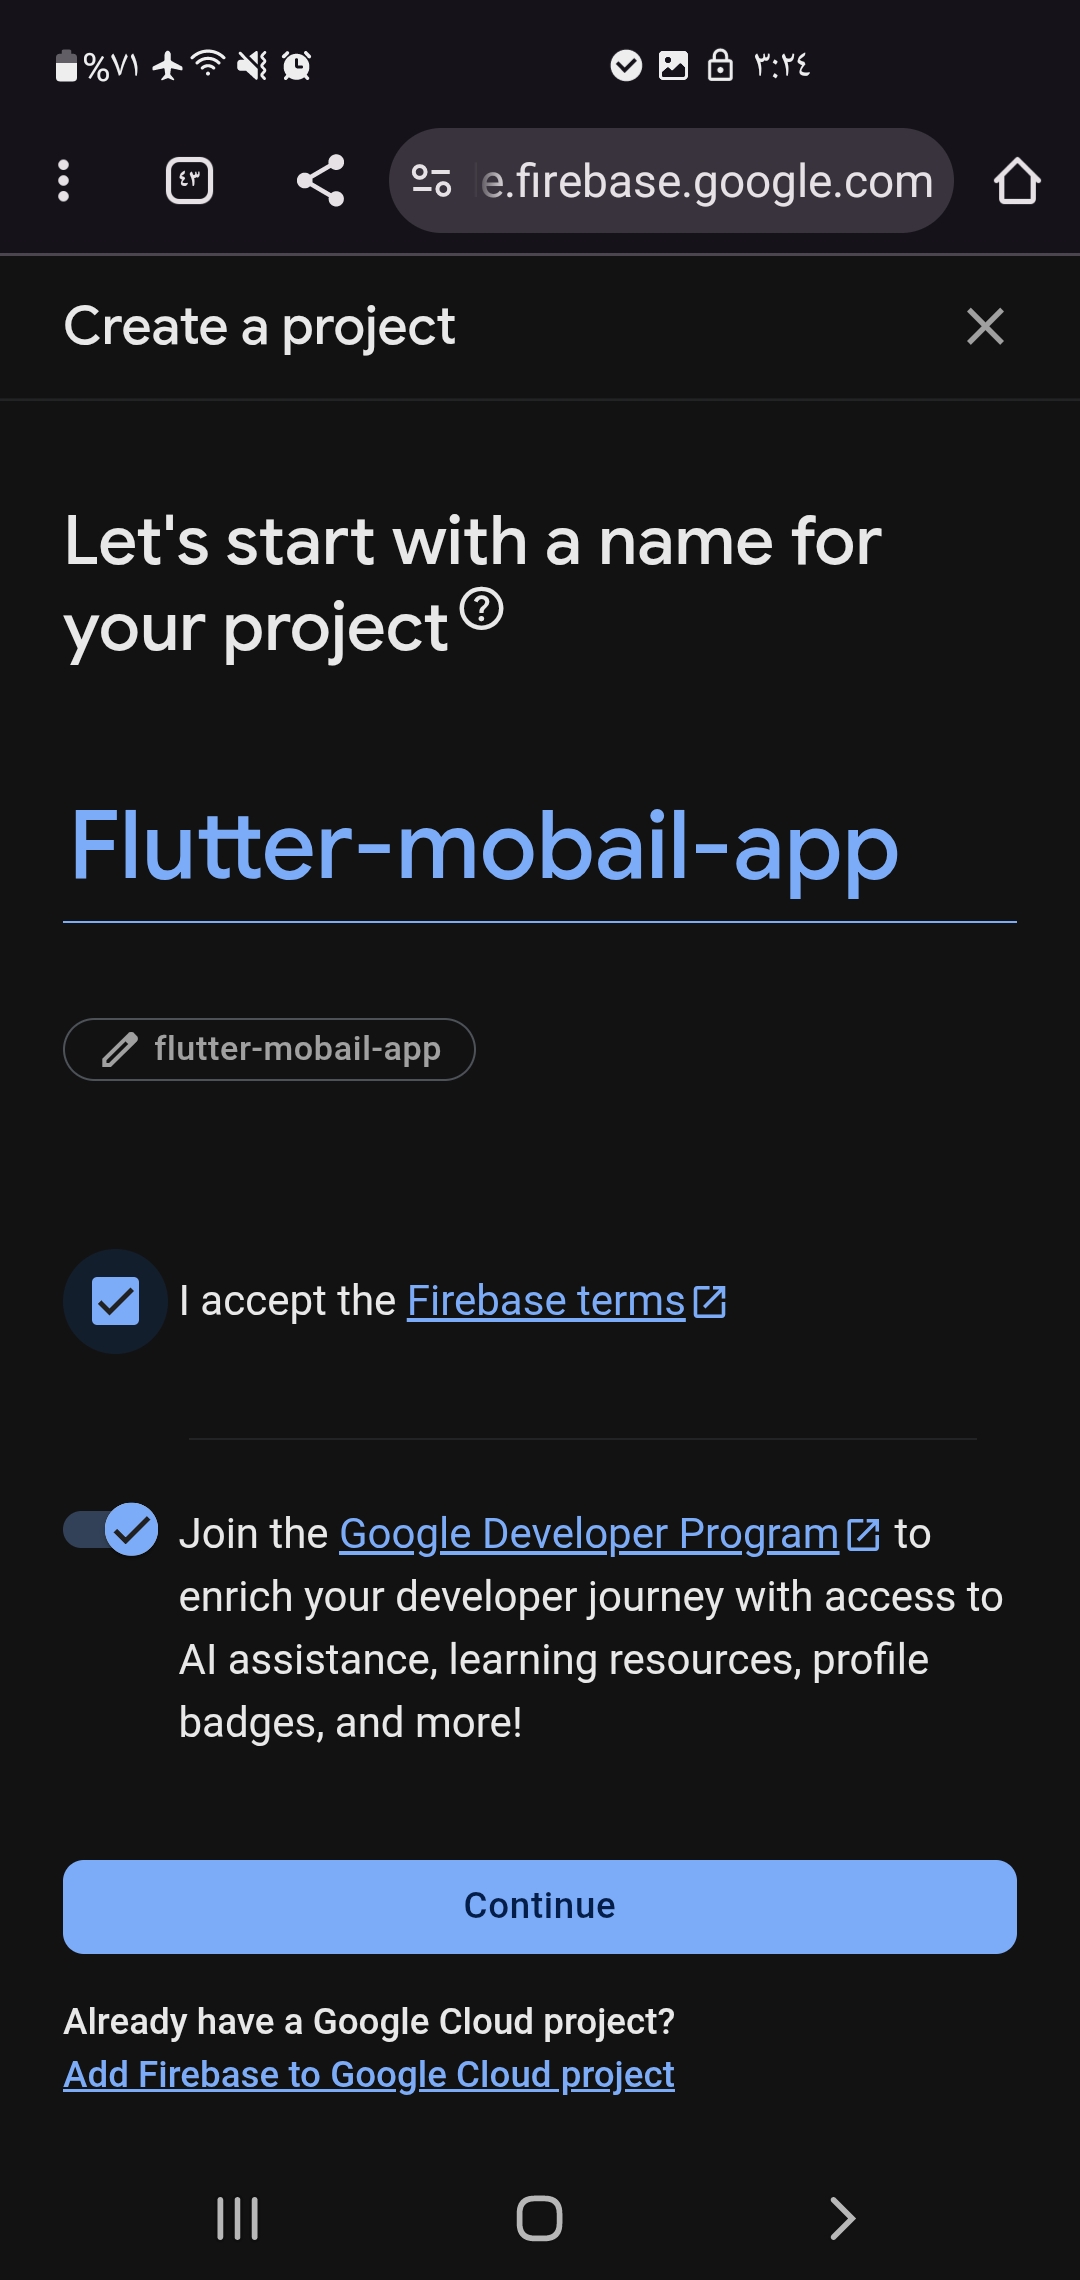 %٧١ ٣:٢٤
٤٣ e.firebase.google.com
Create a project
Let's start with a name for
your project
Flutter-mobail-app
flutter-mobail-app
I accept the Firebase terms
Join the Google Developer Program to
enrich your developer journey with access to
AI assistance, learning resources, profile
badges, and more!
Continue
Already have a Google Cloud project?
Add Firebase to Google Cloud project